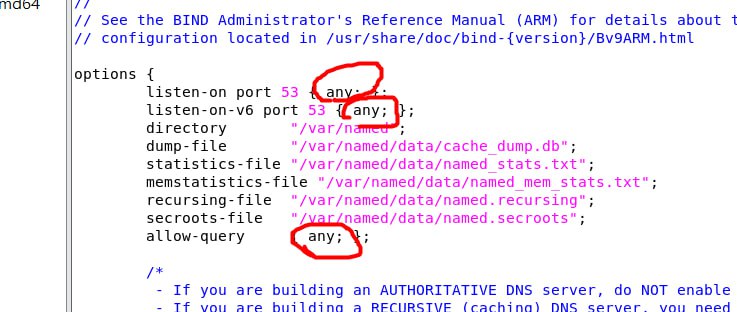 md64
//
// See the BIND Administrator's Reference Manual (ARM) for details about t
// configuration located in /usr/share/doc/bind-{version}/Bv9ARM.html
options {
listen-on port 53 { any; };
listen-on-v6 port 53 { any; };
directory "/var/named";
dump-file "/var/named/data/cache_dump.db";
statistics-file "/var/named/data/named_stats.txt";
memstatistics-file "/var/named/data/named_mem_stats.txt";
recursing-file "/var/named/data/named.recursing";
secroots-file "/var/named/data/named.secroots";
allow-query any; };
/*
- If you are building an AUTHORITATIVE DNS server, do NOT enable
- If you are building a RECURSIVE (caching) DNS server, you need